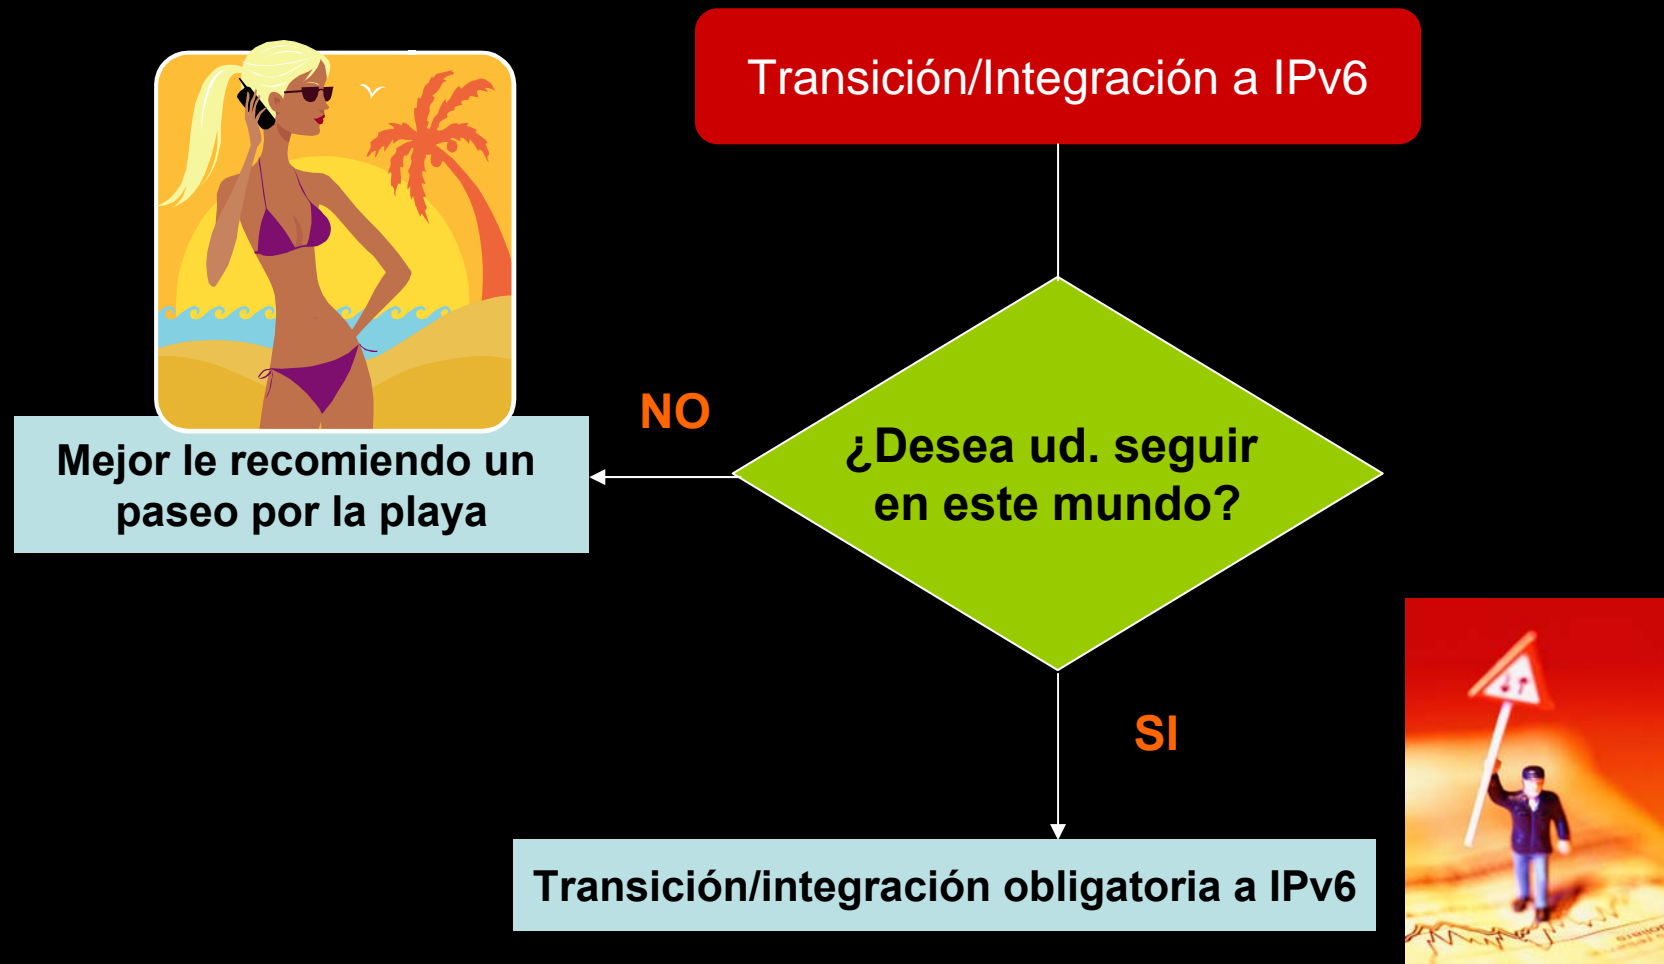 Transición/Integración a IPv6
NO
¿Desea ud. seguir
en este mundo?
Mejor le recomiendo un
paseo por la playa
SI
Transición/integración obligatoria a IPv6